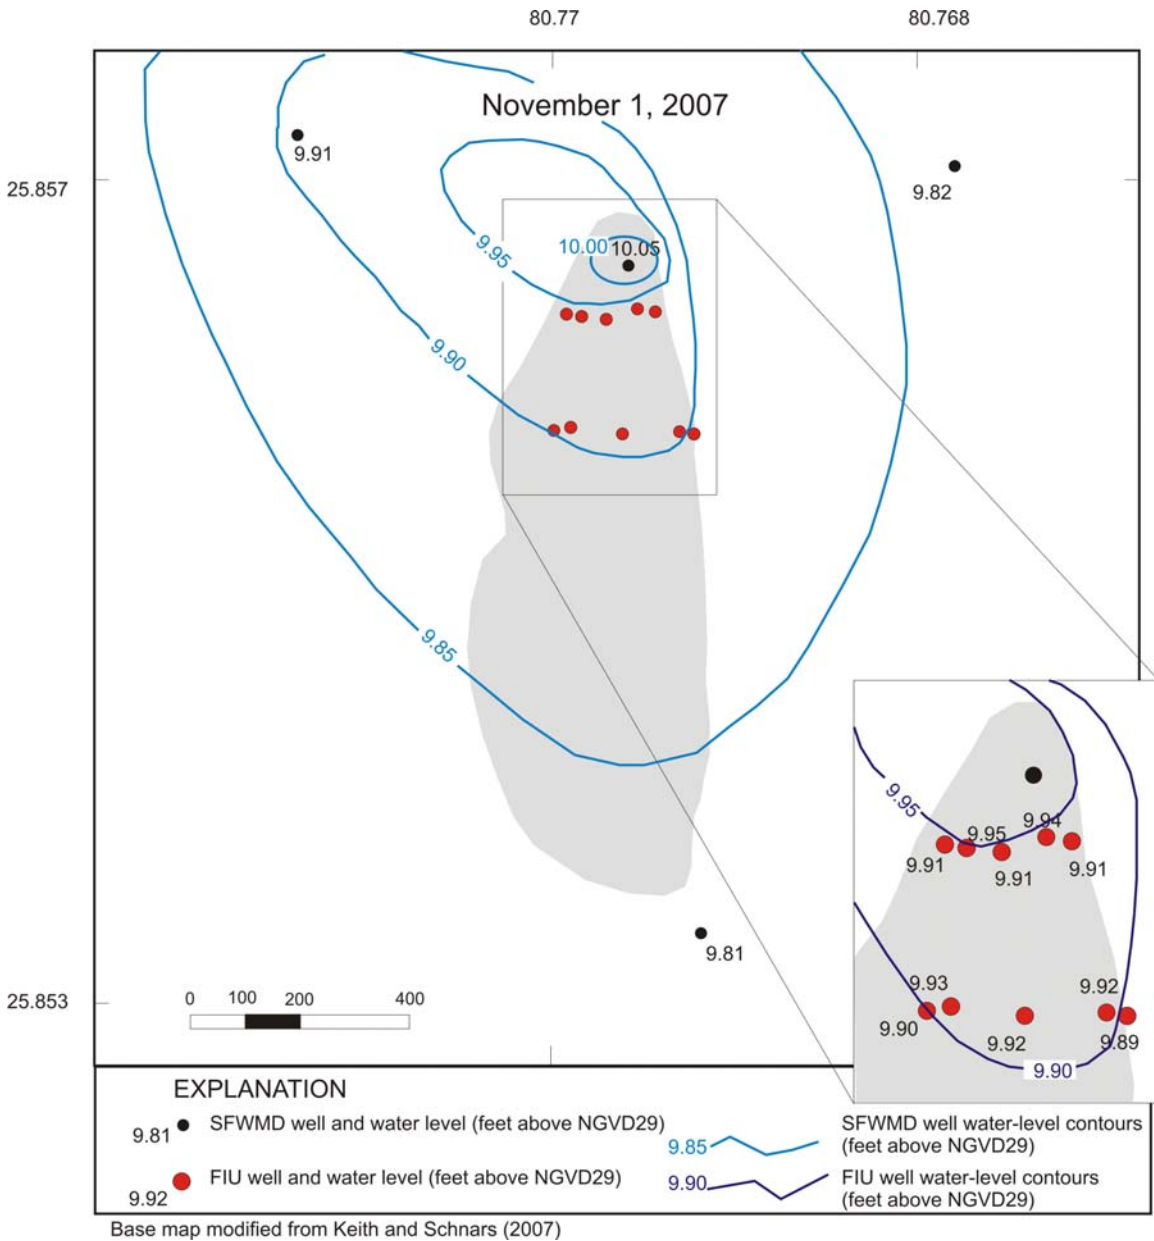 80.77
80.768
November 1, 2007
9.91
25.857
9.82
9.95
10.00
10.05
9.90
9.85
9.95
9.95
9.94
9.91
9.91
9.91
9.81
9.93
9.92
25.853
0 100 200 400
9.90
9.92
9.89
9.90
EXPLANATION
9.81 SFWMD well and water level (feet above NGVD29)
9.92 FIU well and water level (feet above NGVD29)
9.85 SFWMD well water-level contours
(feet above NGVD29)
9.90 FIU well water-level contours
(feet above NGVD29)
Base map modified from Keith and Schnars (2007)